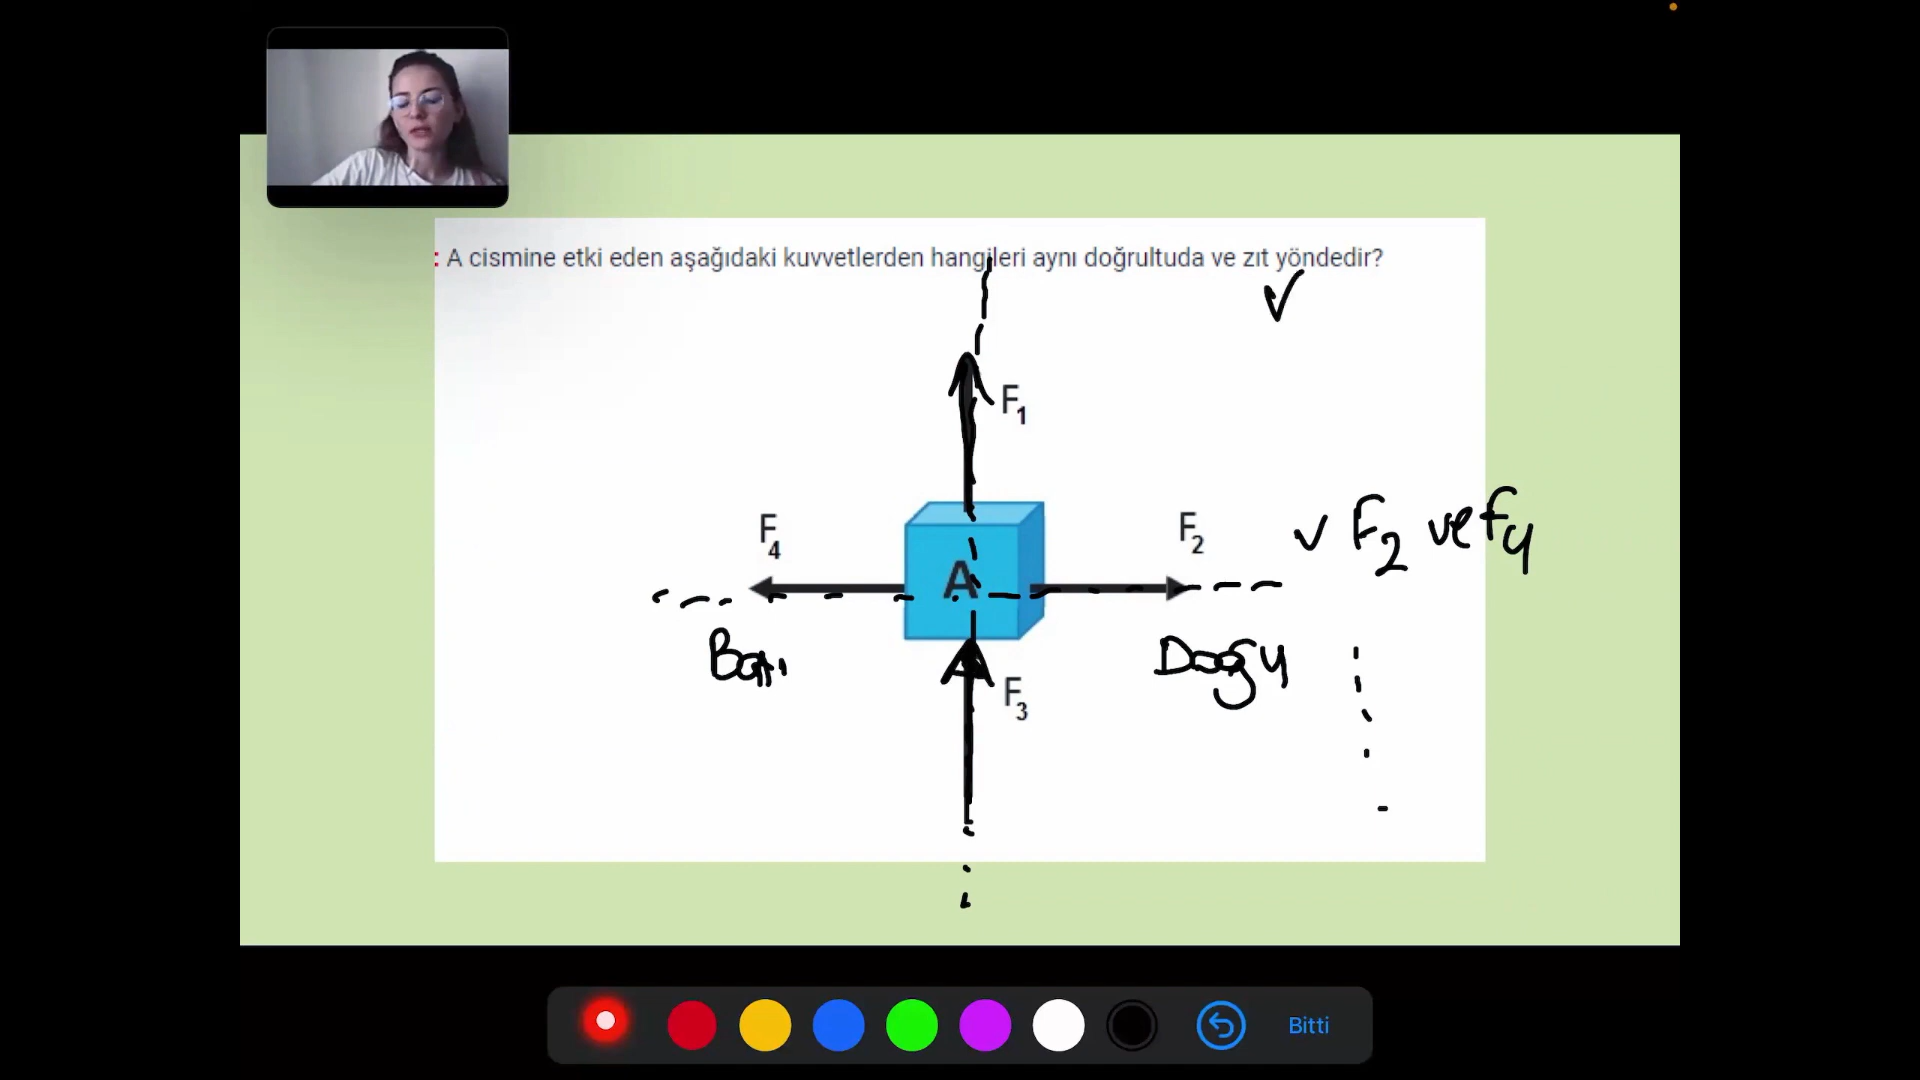 : A cismine etki eden aşağıdaki kuvvetlerden hangileri aynı doğrultuda ve zıt yöndedir?
F1
F4
F2
F2 ve F4
A
Batı
Doğu
F3
Bitti